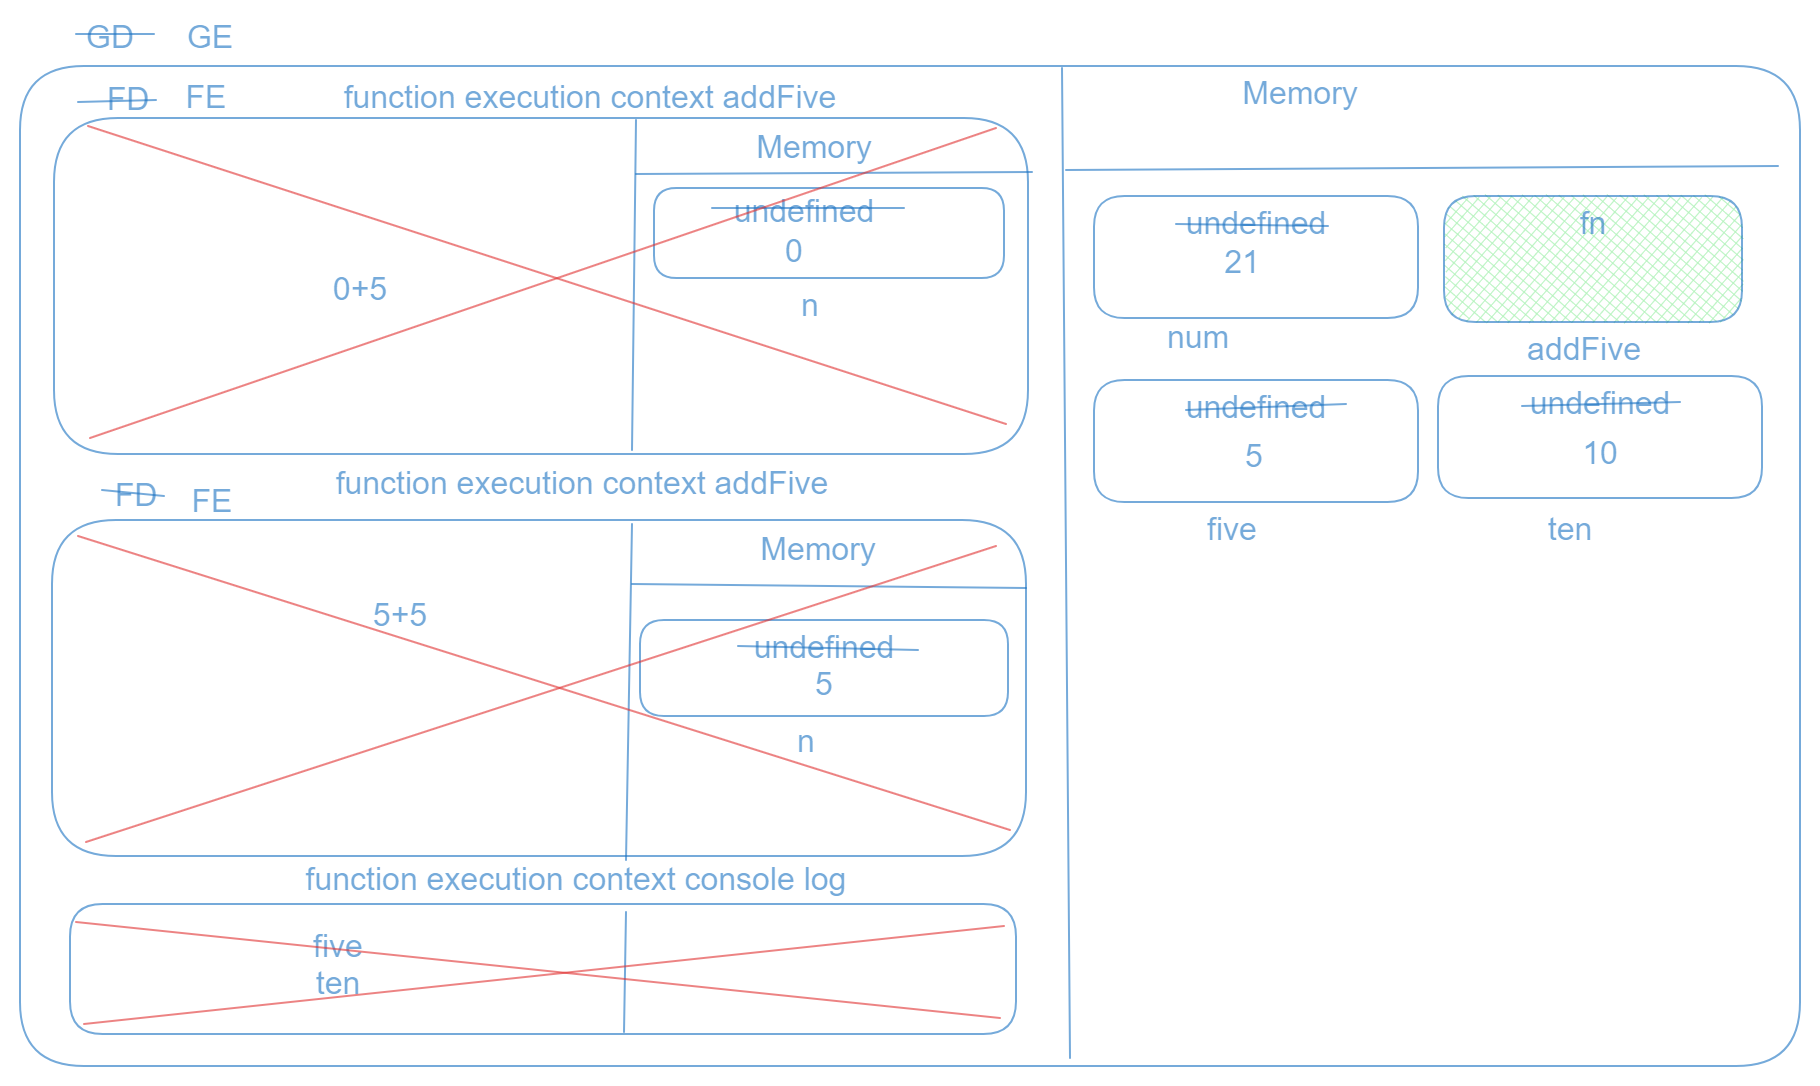 GD GE
FD FE function execution context addFive
Memory
undefined
0
n
0+5
FD FE function execution context addFive
Memory
undefined
5
n
5+5
function execution context console log
five
ten
Memory
undefined
21
num
fn
addFive
undefined
5
five
undefined
10
ten